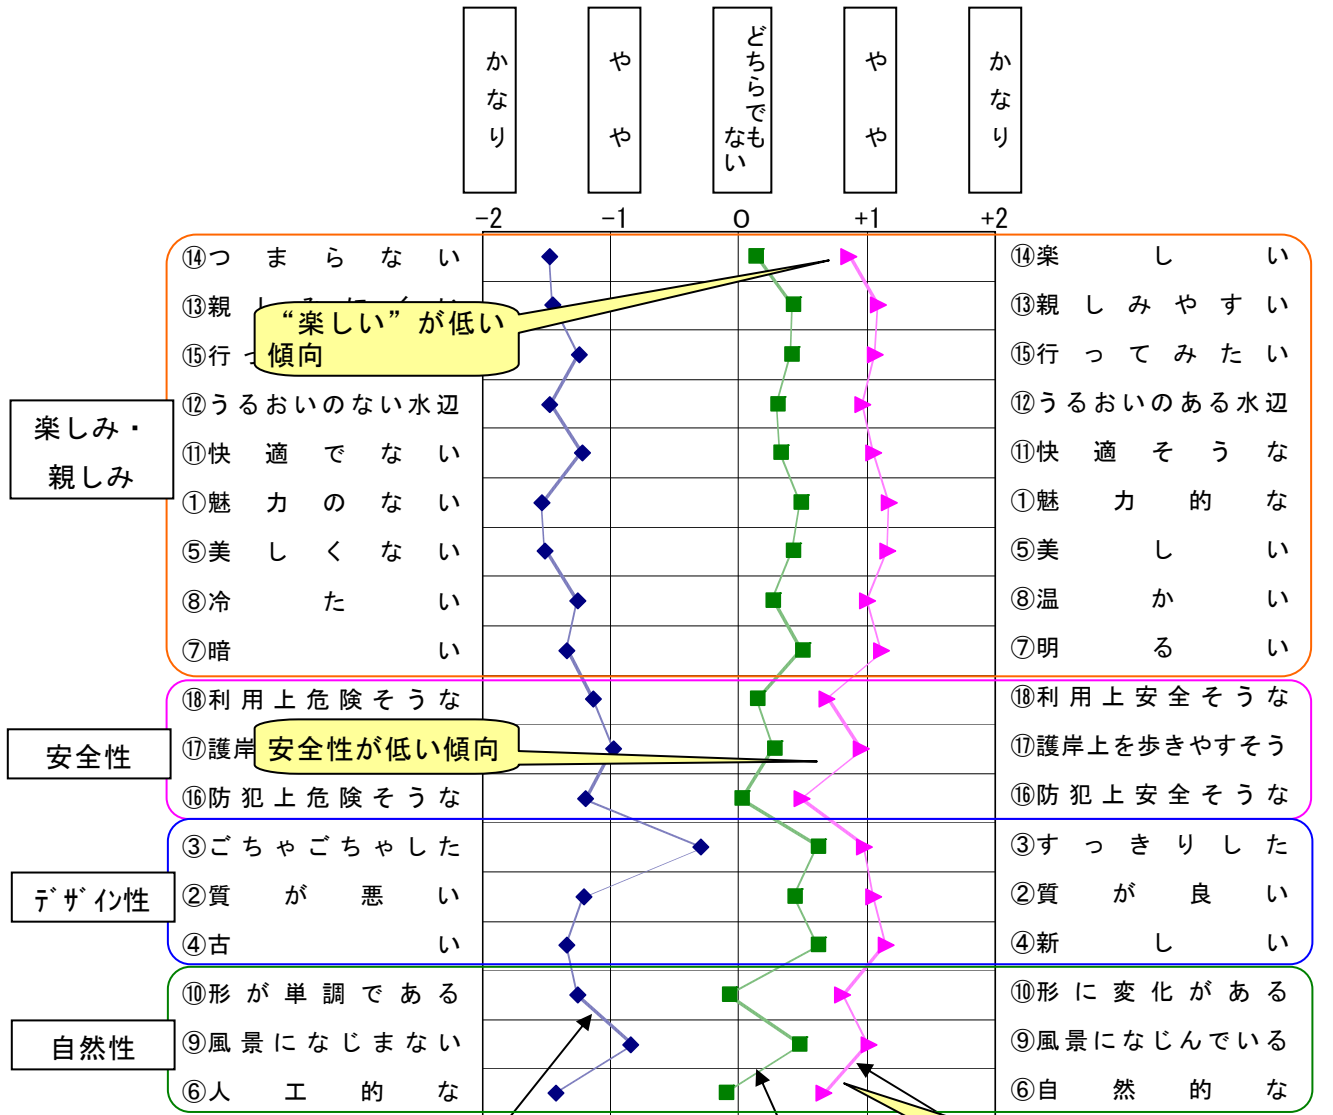 かなり
やや
どちらでもない
やや
かなり
-2 -1 0 +1 +2
楽しみ・
親しみ
⑭つまらない
⑭楽しい
⑬親
⑬親しみやすい
“楽しい”が低い
傾向
⑮行っ
⑮行ってみたい
⑫うるおいのない水辺
⑫うるおいのある水辺
⑪快適でない
⑪快適そうな
①魅力のない
①魅力的な
⑤美しくない
⑤美しい
⑧冷たい
⑧温かい
⑦暗い
⑦明るい
安全性
⑱利用上危険そうな
⑱利用上安全そうな
⑰護岸
安全性が低い傾向
⑰護岸上を歩きやすそう
⑯防犯上危険そうな
⑯防犯上安全そうな
デザイン性
③ごちゃごちゃした
③すっきりした
②質が悪い
②質が良い
④古い
④新しい
自然性
⑩形が単調である
⑩形に変化がある
⑨風景になじまない
⑨風景になじんでいる
⑥人工的な
⑥自然的な